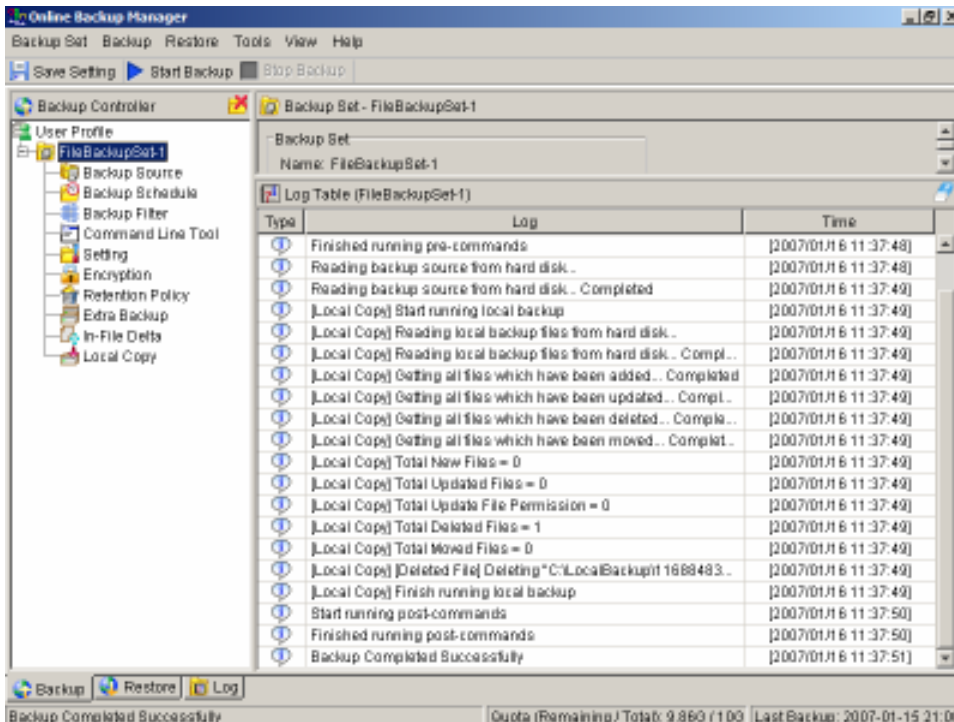 Online Backup Manager
Backup Set Backup Restore Tools View Help
Save Setting Start Backup Stop Backup
Backup Controller
User Profile
FileBackupSet-1
Backup Source
Backup Schedule
Backup Filter
Command Line Tool
Setting
Encryption
Retention Policy
Extra Backup
In-File Delta
Local Copy
Backup Set - FileBackupSet-1
Backup Set
Name: FileBackupSet-1
Log Table (FileBackupSet-1)
Type Log Time
Finished running pre-commands [2007/01/16 11:37:48]
Reading backup source from hard disk... [2007/01/16 11:37:48]
Reading backup source from hard disk... Completed [2007/01/16 11:37:49]
[Local Copy] Start running local backup [2007/01/16 11:37:49]
[Local Copy] Reading local backup files from hard disk... [2007/01/16 11:37:49]
[Local Copy] Reading local backup files from hard disk... Compl... [2007/01/16 11:37:49]
[Local Copy] Getting all files which have been added... Completed [2007/01/16 11:37:49]
[Local Copy] Getting all files which have been updated... Compl... [2007/01/16 11:37:49]
[Local Copy] Getting all files which have been deleted... Comple... [2007/01/16 11:37:49]
[Local Copy] Getting all files which have been moved... Complet... [2007/01/16 11:37:49]
[Local Copy] Total New Files = 0 [2007/01/16 11:37:49]
[Local Copy] Total Updated Files = 0 [2007/01/16 11:37:49]
[Local Copy] Total Update File Permission = 0 [2007/01/16 11:37:49]
[Local Copy] Total Deleted Files = 1 [2007/01/16 11:37:49]
[Local Copy] Total Moved Files = 0 [2007/01/16 11:37:49]
[Local Copy] [Deleted File] Deleting "C:\LocalBackup\11688483... [2007/01/16 11:37:49]
[Local Copy] Finish running local backup [2007/01/16 11:37:49]
Start running post-commands [2007/01/16 11:37:50]
Finished running post-commands [2007/01/16 11:37:50]
Backup Completed Successfully [2007/01/16 11:37:51]
Backup Restore Log
Backup Completed Successfully Quota (Remaining / Total): Last Backup: 2007-01-15